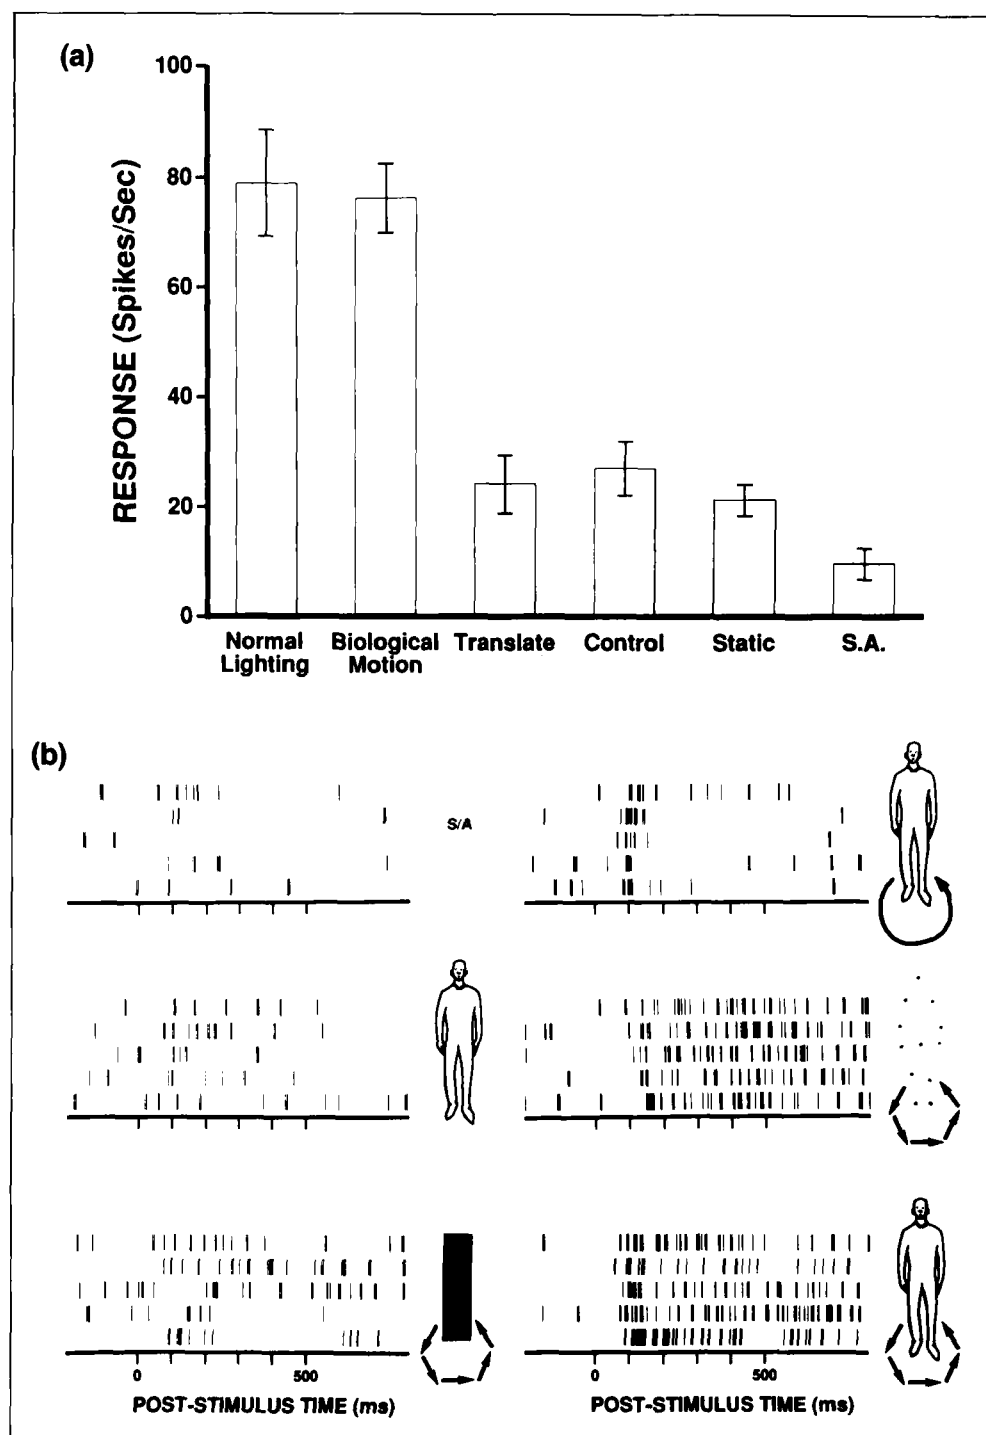 (a)
RESPONSE (Spikes/Sec)
100
80
60
40
20
0
Normal Lighting
Biological Motion
Translate
Control
Static
S.A.
(b)
S/A
0
500
POST-STIMULUS TIME (ms)
0
500
POST-STIMULUS TIME (ms)